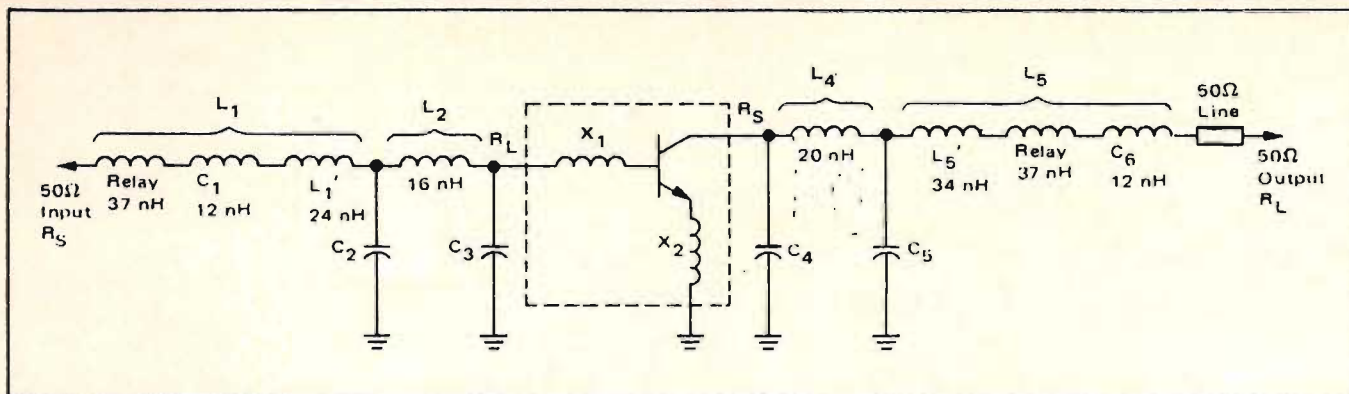 L1
L2
L4
L5
50Ω
Line
RL
X1
RS
50Ω
Input
RS
Relay
37 nH
C1
12 nH
L1'
24 nH
16 nH
20 nH
L5'
34 nH
Relay
37 nH
C6
12 nH
50Ω
Output
RL
C2
C3
X2
C4
C5